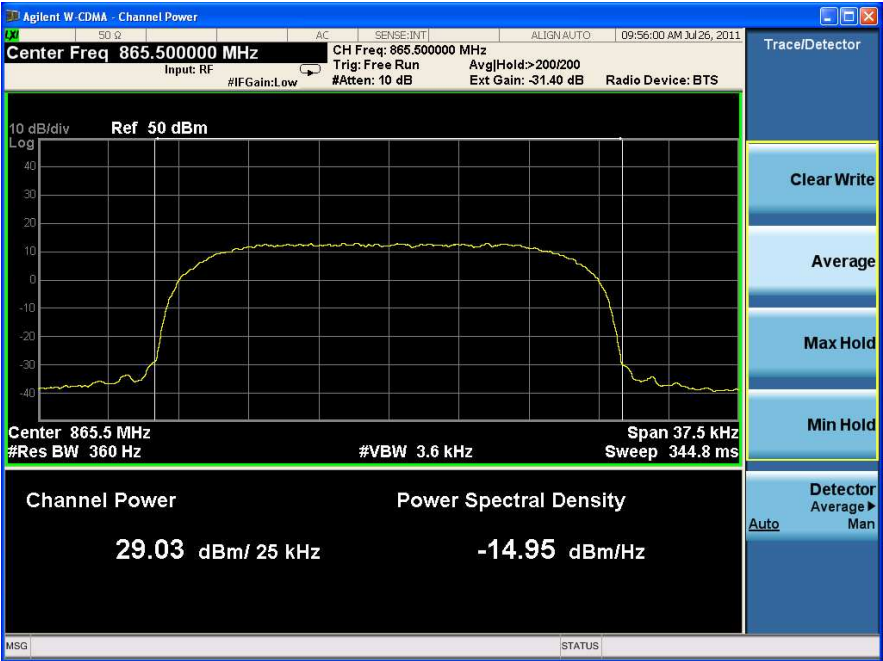 Agilent W-CDMA - Channel Power
LXI 50 Ω AC SENSE:INT ALIGN AUTO 09:56:00 AM Jul 26, 2011
Center Freq 865.500000 MHz
Input: RF
#IFGain:Low
CH Freq: 865.500000 MHz
Trig: Free Run Avg|Hold:>200/200
#Atten: 10 dB Ext Gain: -31.40 dB Radio Device: BTS
Trace/Detector
10 dB/div Ref 50 dBm
Log
40
30
20
10
0
-10
-20
-30
-40
Center 865.5 MHz Span 37.5 kHz
#Res BW 360 Hz #VBW 3.6 kHz Sweep 344.8 ms
Channel Power Power Spectral Density
29.03 dBm/ 25 kHz -14.95 dBm/Hz
Clear Write
Average
Max Hold
Min Hold
Detector
Average
Auto Man
MSG STATUS